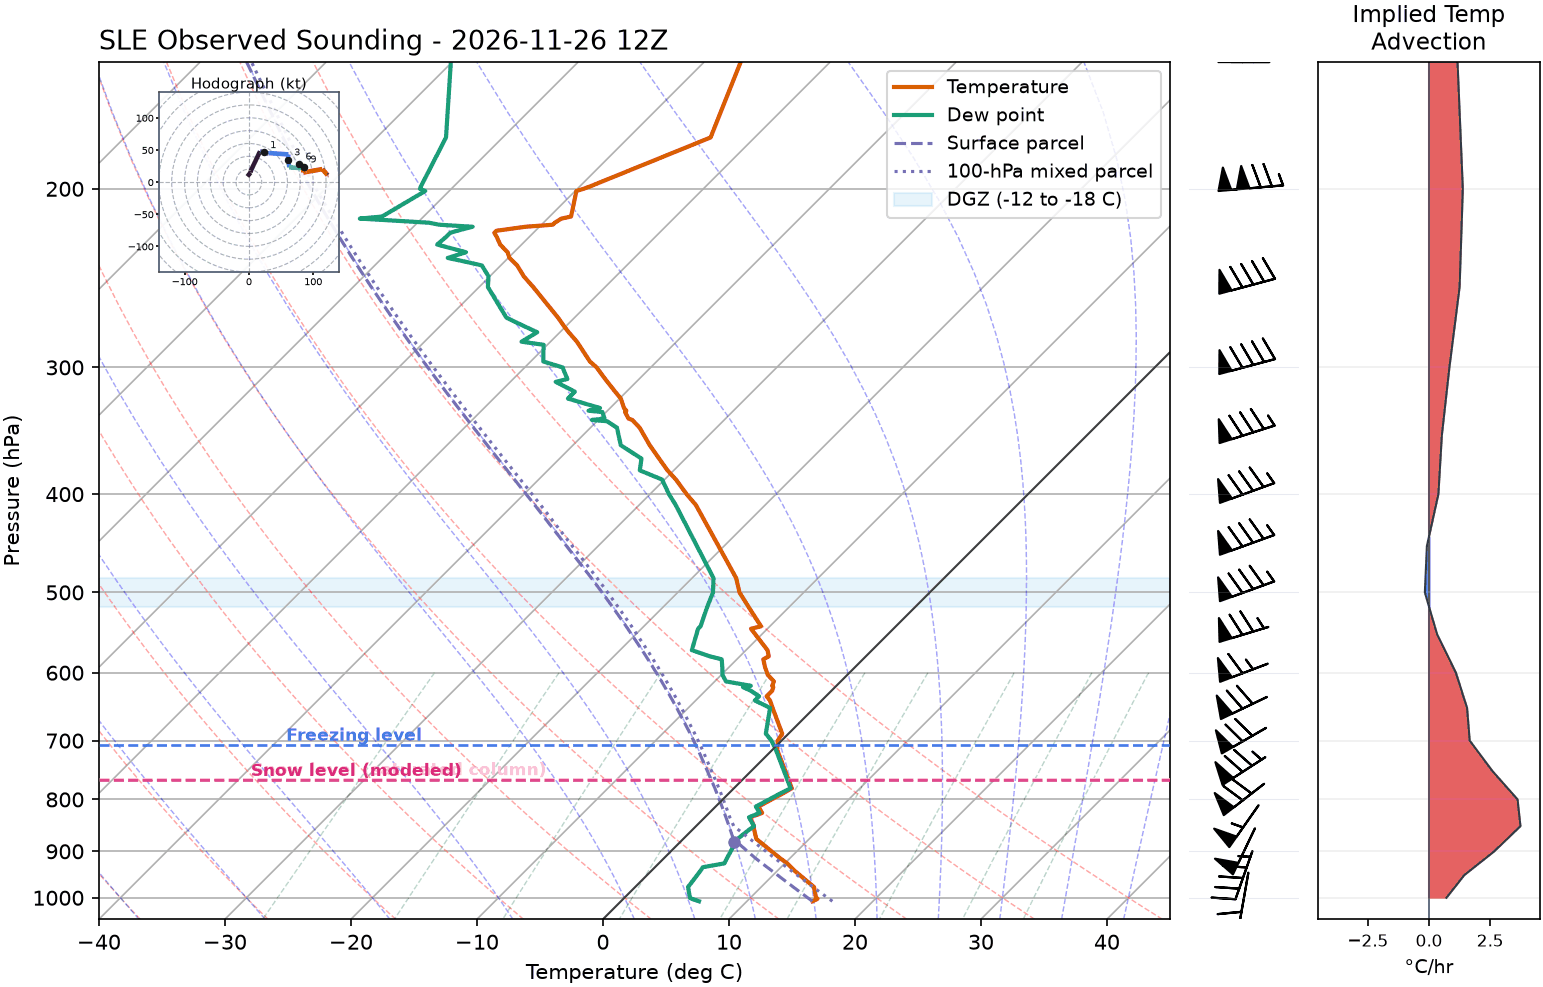 SLE Observed Sounding - 2026-11-26 12Z
Implied Temp
Advection
Hodograph (kt)
100
50
0
−50
−100
−100
0
100
1
3
6
9
Temperature
Dew point
Surface parcel
100-hPa mixed parcel
DGZ (-12 to -18 C)
Pressure (hPa)
200
300
400
500
600
700
800
900
1000
Freezing level
Snow level (modeled)
column)
−40
−30
−20
−10
0
10
20
30
40
Temperature (deg C)
−2.5
0.0
2.5
°C/hr